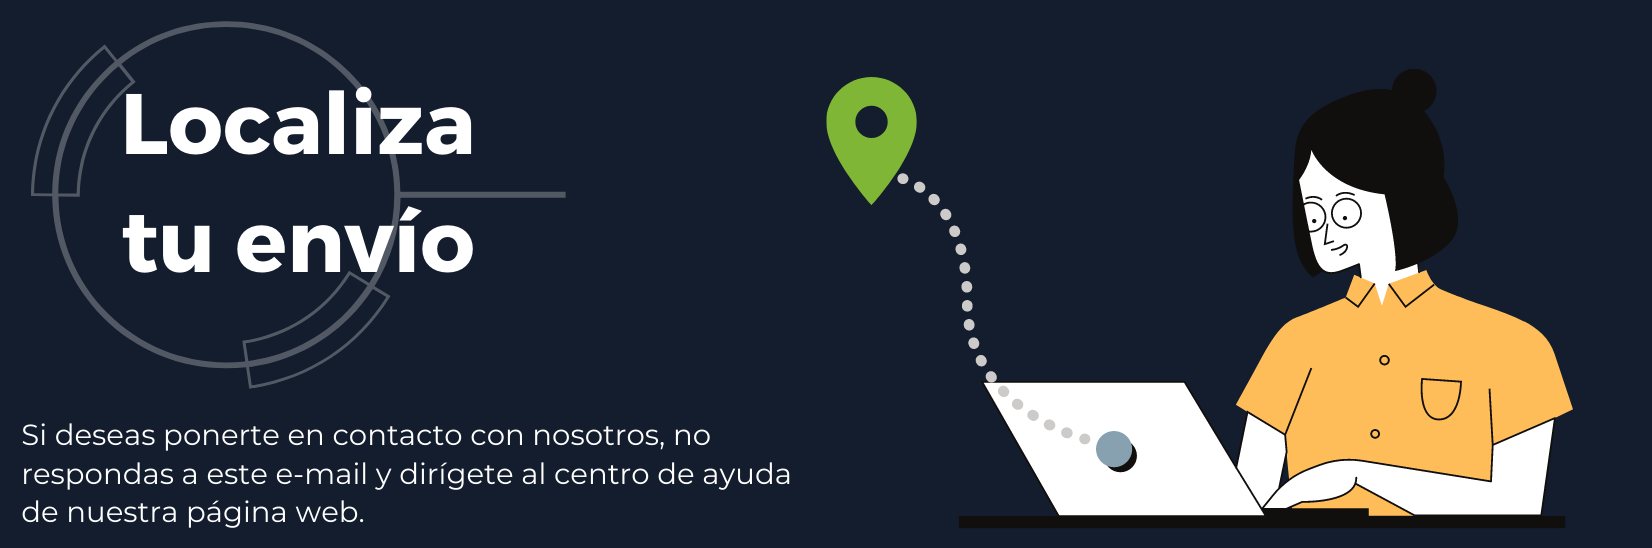 Localiza
tu envío
Si deseas ponerte en contacto con nosotros, no
respondas a este e-mail y dirígete al centro de ayuda
de nuestra página web.